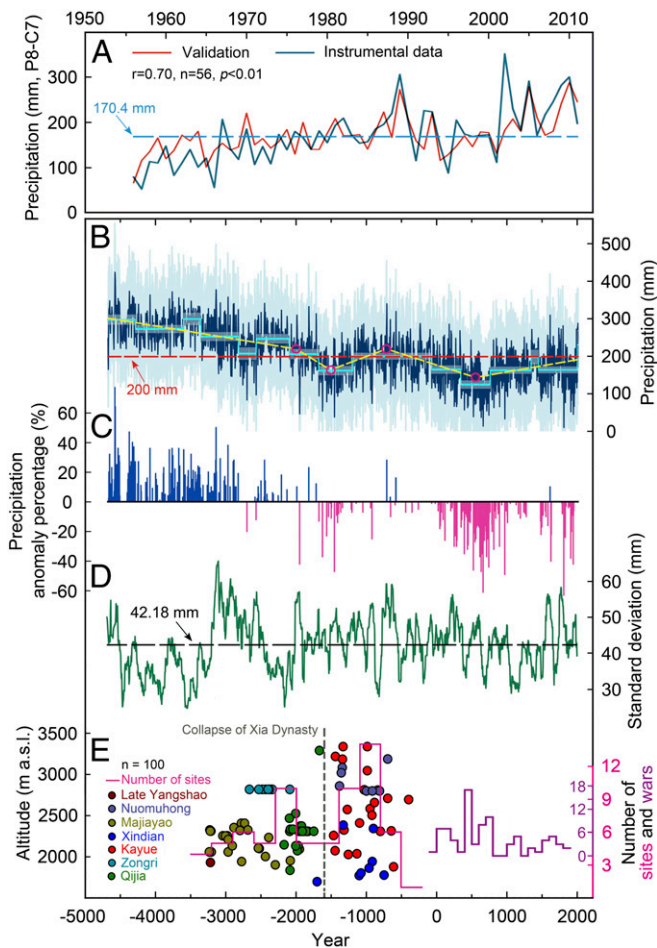 1950 1960 1970 1980 1990 2000 2010
A
Validation Instrumental data
r=0.70, n=56, p<0.01
170.4 mm
Precipitation (mm, P8-C7)
300
200
100
0
B
500
400
300
200
100
0
Precipitation (mm)
200 mm
C
Precipitation
anomaly percentage (%)
60
40
20
0
-20
-40
-60
D
42.18 mm
60
50
40
30
Standard deviation (mm)
E
Collapse of Xia Dynasty
n = 100
Number of sites
Late Yangshao
Nuomuhong
Majiayao
Xindian
Kayue
Zongri
Qijia
Altitude (m a.s.l.)
3500
3000
2500
2000
18
12
6
0
12
9
6
3
Number of
sites and wars
-5000 -4000 -3000 -2000 -1000 0 1000 2000
Year